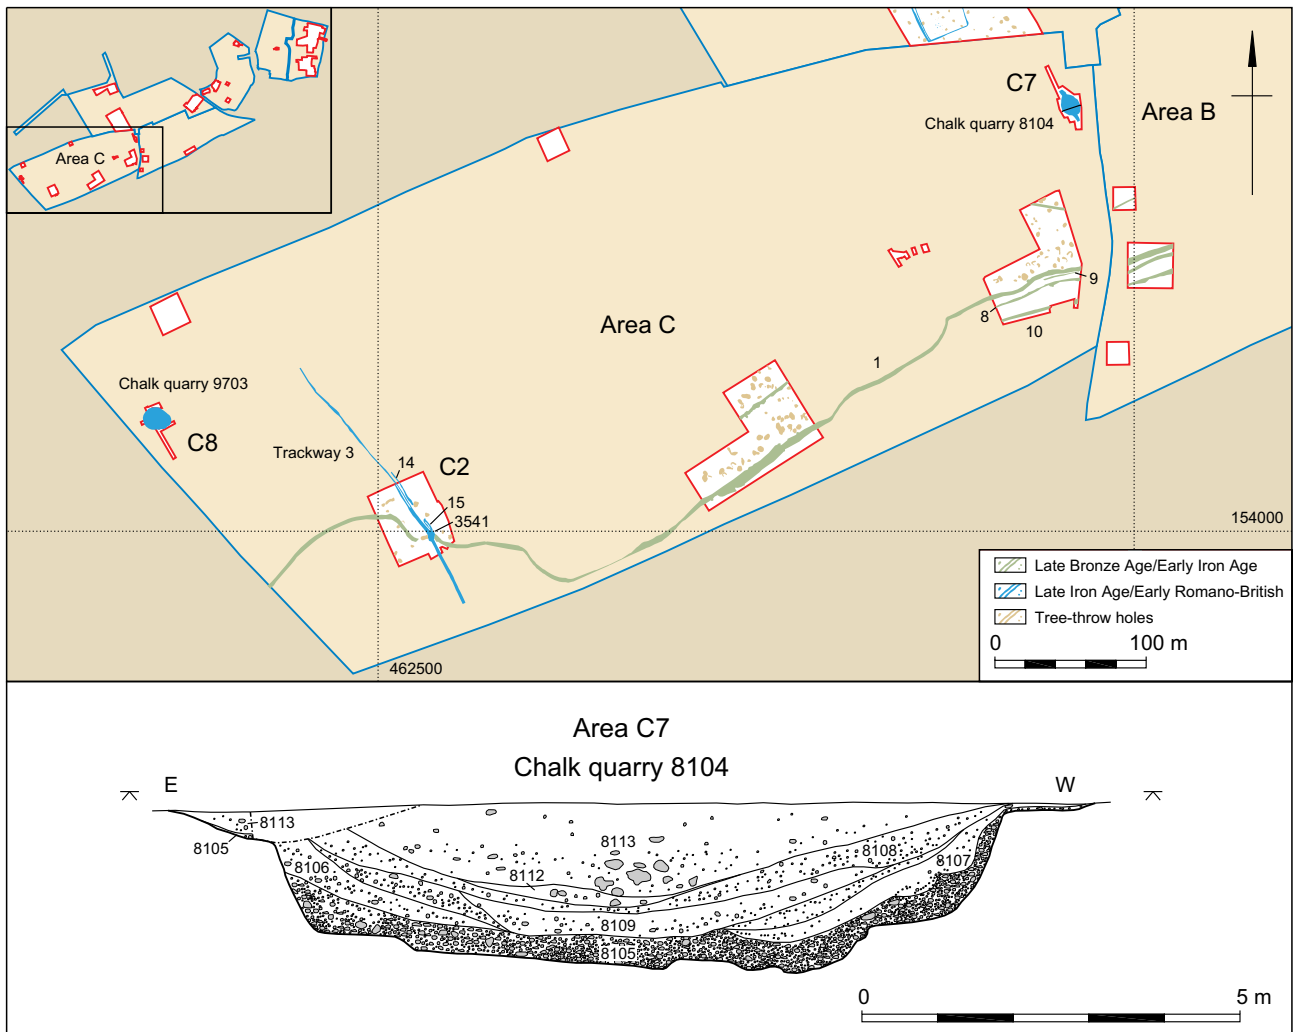 Area C
C7
Area B
Chalk quarry 8104
Area C
9
8
10
1
Chalk quarry 9703
C8
Trackway 3
14
C2
15
3541
154000
462500
Late Bronze Age/Early Iron Age
Late Iron Age/Early Romano-British
Tree-throw holes
0 100 m
Area C7
Chalk quarry 8104
E W
8113
8113
8105
8108
8106
8107
8112
8109
8105
0 5 m